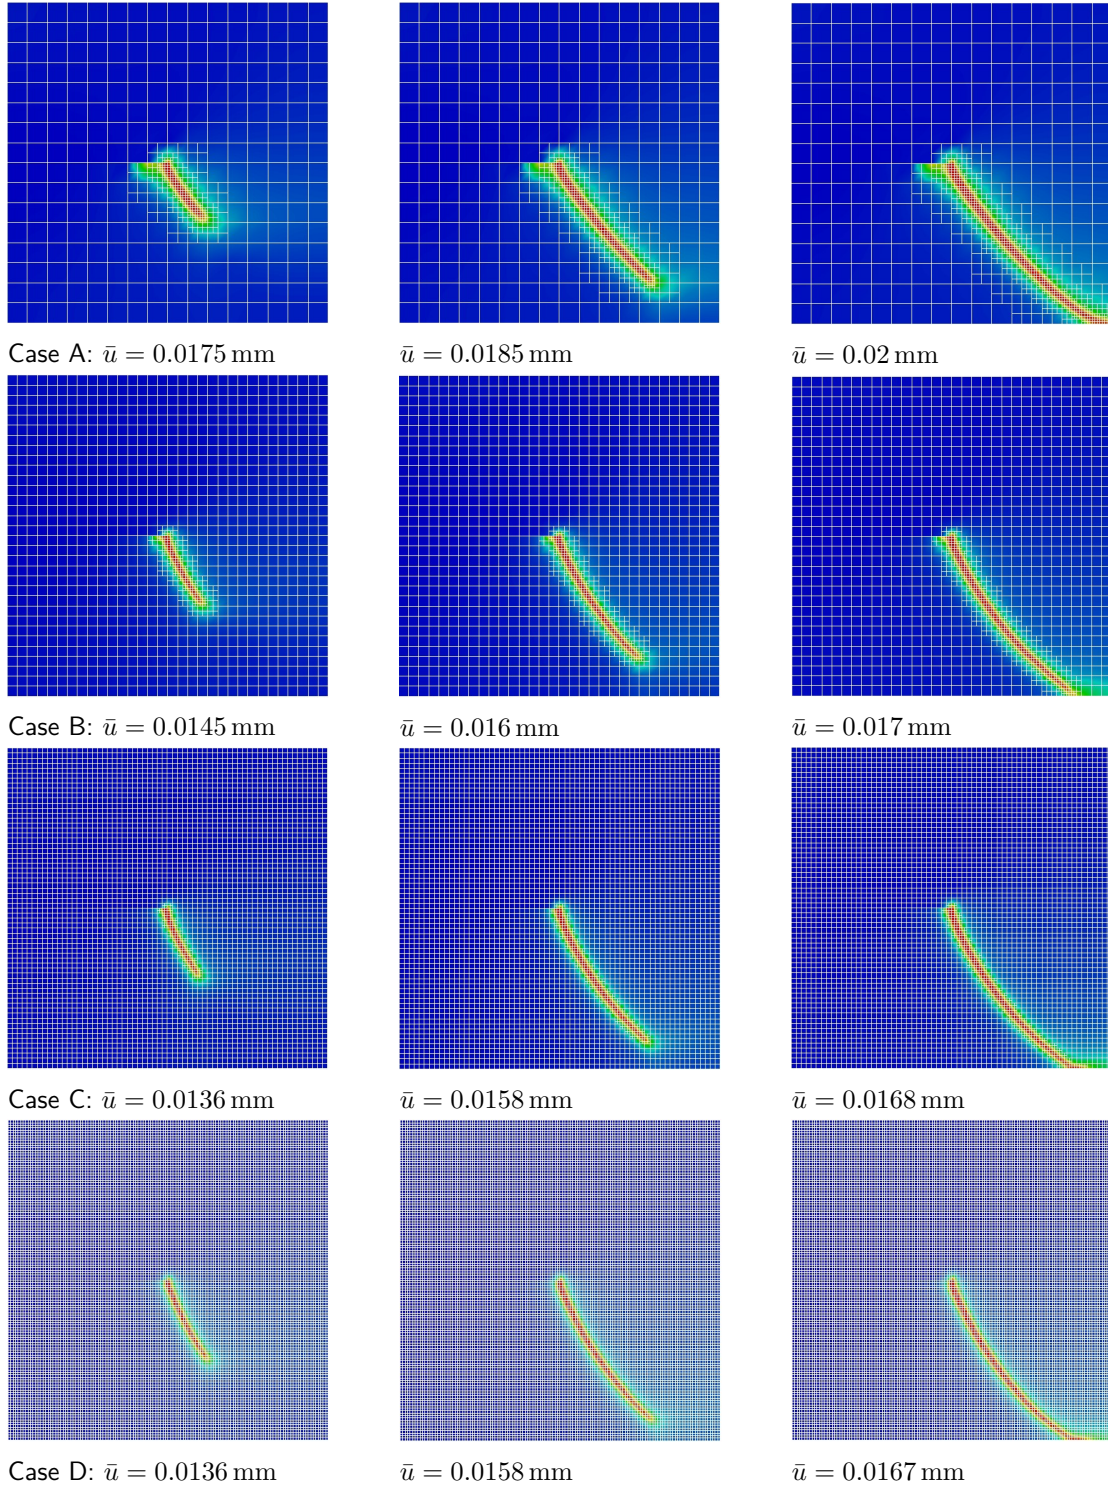 Case A: ū = 0.0175 mm ū = 0.0185 mm ū = 0.02 mm
Case B: ū = 0.0145 mm ū = 0.016 mm ū = 0.017 mm
Case C: ū = 0.0136 mm ū = 0.0158 mm ū = 0.0168 mm
Case D: ū = 0.0136 mm ū = 0.0158 mm ū = 0.0167 mm